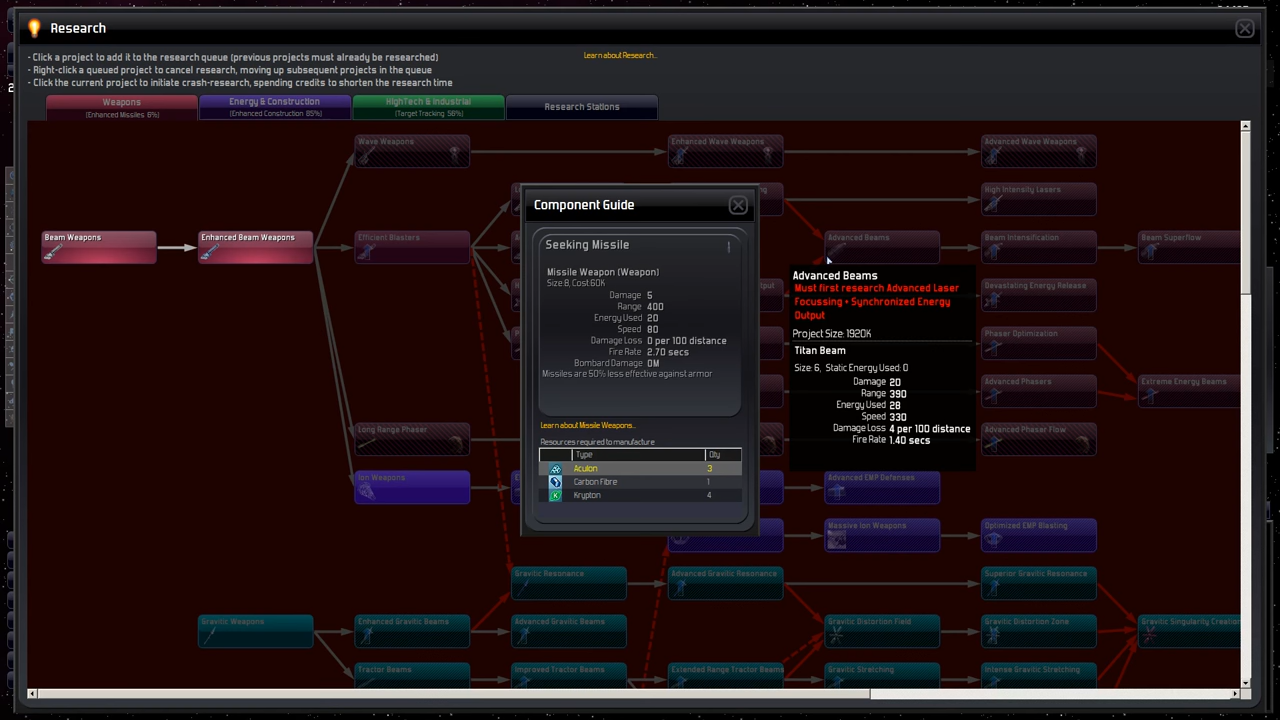 Research
- Click a project to add it to the research queue (previous projects must already be researched)
Learn about Research...
- Right-click a queued project to cancel research, moving up subsequent projects in the queue
- Click the current project to initiate crash-research, spending credits to shorten the research time
Weapons
(Enhanced Missiles 6%)
Energy & Construction
(Enhanced Construction 85%)
HighTech & Industrial
(Target Tracking 56%)
Research Stations
Wave Weapons
Enhanced Wave Weapons
Advanced Wave Weapons
High Intensity Lasers
Beam Weapons
Enhanced Beam Weapons
Efficient Blasters
Advanced Beams
Beam Intensification
Beam Superflow
Devastating Energy Release
Phaser Optimization
Advanced Phasers
Extreme Energy Beams
Long Range Phaser
Advanced Phaser Flow
Ion Weapons
Advanced EMP Defenses
Massive Ion Weapons
Optimized EMP Blasting
Gravitic Resonance
Advanced Gravitic Resonance
Superior Gravitic Resonance
Gravitic Weapons
Enhanced Gravitic Beams
Advanced Gravitic Beams
Gravitic Distortion Field
Gravitic Distortion Zone
Gravitic Singularity Creation
Tractor Beams
Improved Tractor Beams
Extended Range Tractor Beams
Gravitic Stretching
Intense Gravitic Stretching
Component Guide
Seeking Missile
Missile Weapon (Weapon)
Size: 8, Cost: 60K
Damage 5
Range 400
Energy Used 20
Speed 80
Damage Loss 0 per 100 distance
Fire Rate 2.70 secs
Bombard Damage 0M
Missiles are 50% less effective against armor
Learn about Missile Weapons...
Resources required to manufacture
Type Qty
Aculon 3
Carbon Fibre 1
Krypton 4
Advanced Beams
Must first research Advanced Laser
Focussing + Synchronized Energy
Output
Project Size: 1920K
Titan Beam
Size: 6, Static Energy Used: 0
Damage 20
Range 390
Energy Used 28
Speed 330
Damage Loss 4 per 100 distance
Fire Rate 1.40 secs